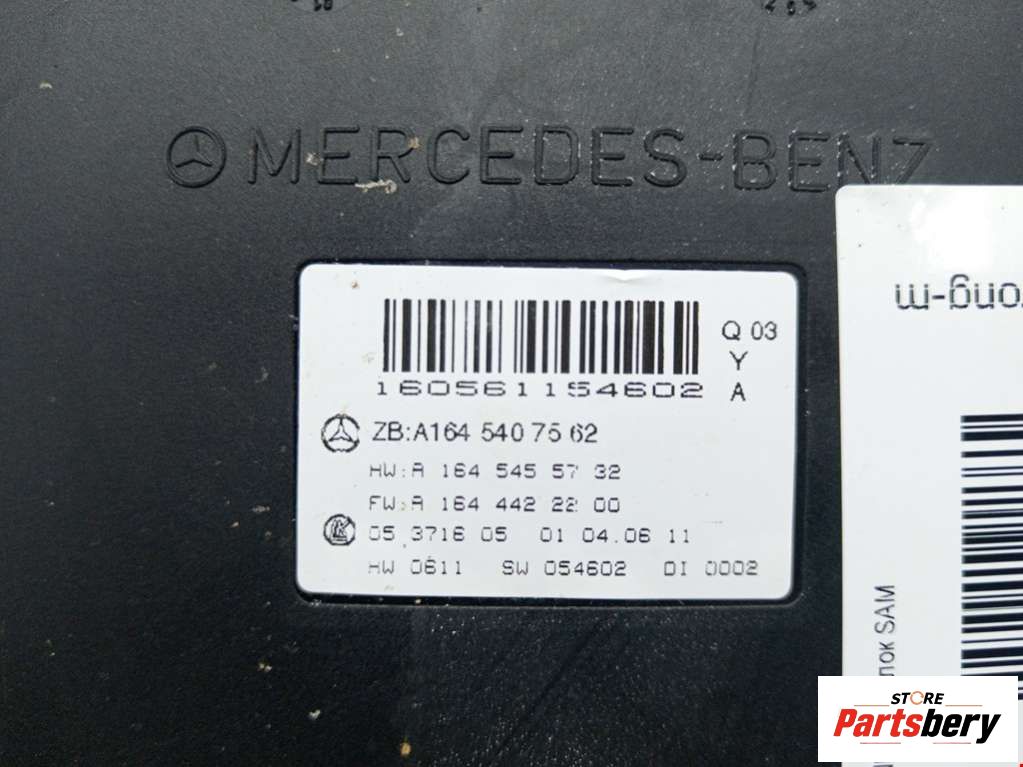 MERCEDES-BENZ
Q 03
Y
A
160561154602
ZB:A164 540 75 62
HW:A 164 545 57 32
FW:A 164 442 22 00
05.3716 05 01 04.06 11
HW 0611 SW 054602 DI 0002
ong-m
лок SAM
STORE
Partsbery